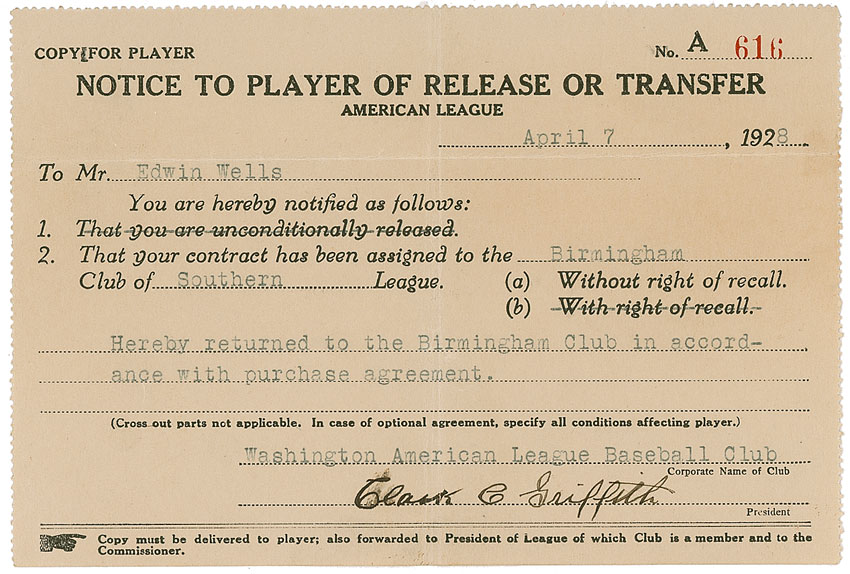 COPY FOR PLAYER
No. A 616
NOTICE TO PLAYER OF RELEASE OR TRANSFER
AMERICAN LEAGUE
April 7, 1928.
To Mr. Edwin Wells
You are hereby notified as follows:
1. That you are unconditionally released.
2. That your contract has been assigned to the Birmingham
Club of Southern League. (a) Without right of recall.
(b) With right of recall.
Hereby returned to the Birmingham Club in accord-
ance with purchase agreement.
(Cross out parts not applicable. In case of optional agreement, specify all conditions affecting player.)
Washington American League Baseball Club
Corporate Name of Club
Clark C Griffith
President
Copy must be delivered to player; also forwarded to President of League of which Club is a member and to the
Commissioner.